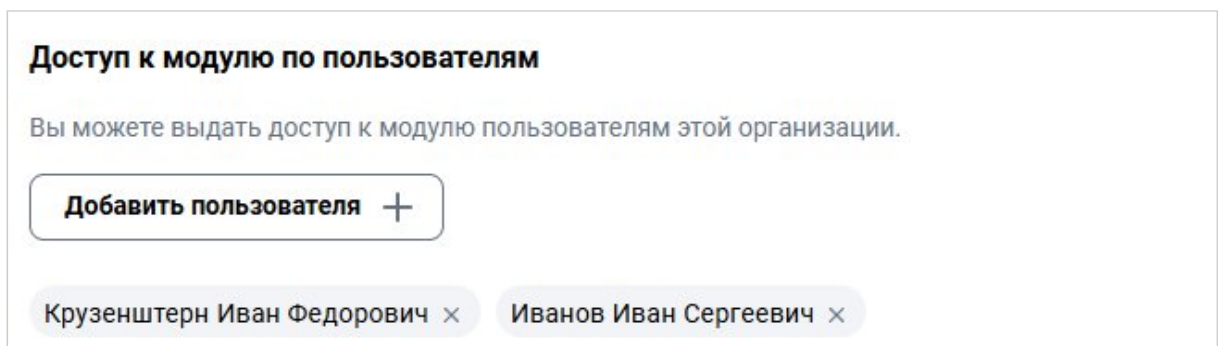 Доступ к модулю по пользователям
Вы можете выдать доступ к модулю пользователям этой организации.
Добавить пользователя +
Крузенштерн Иван Федорович × Иванов Иван Сергеевич ×